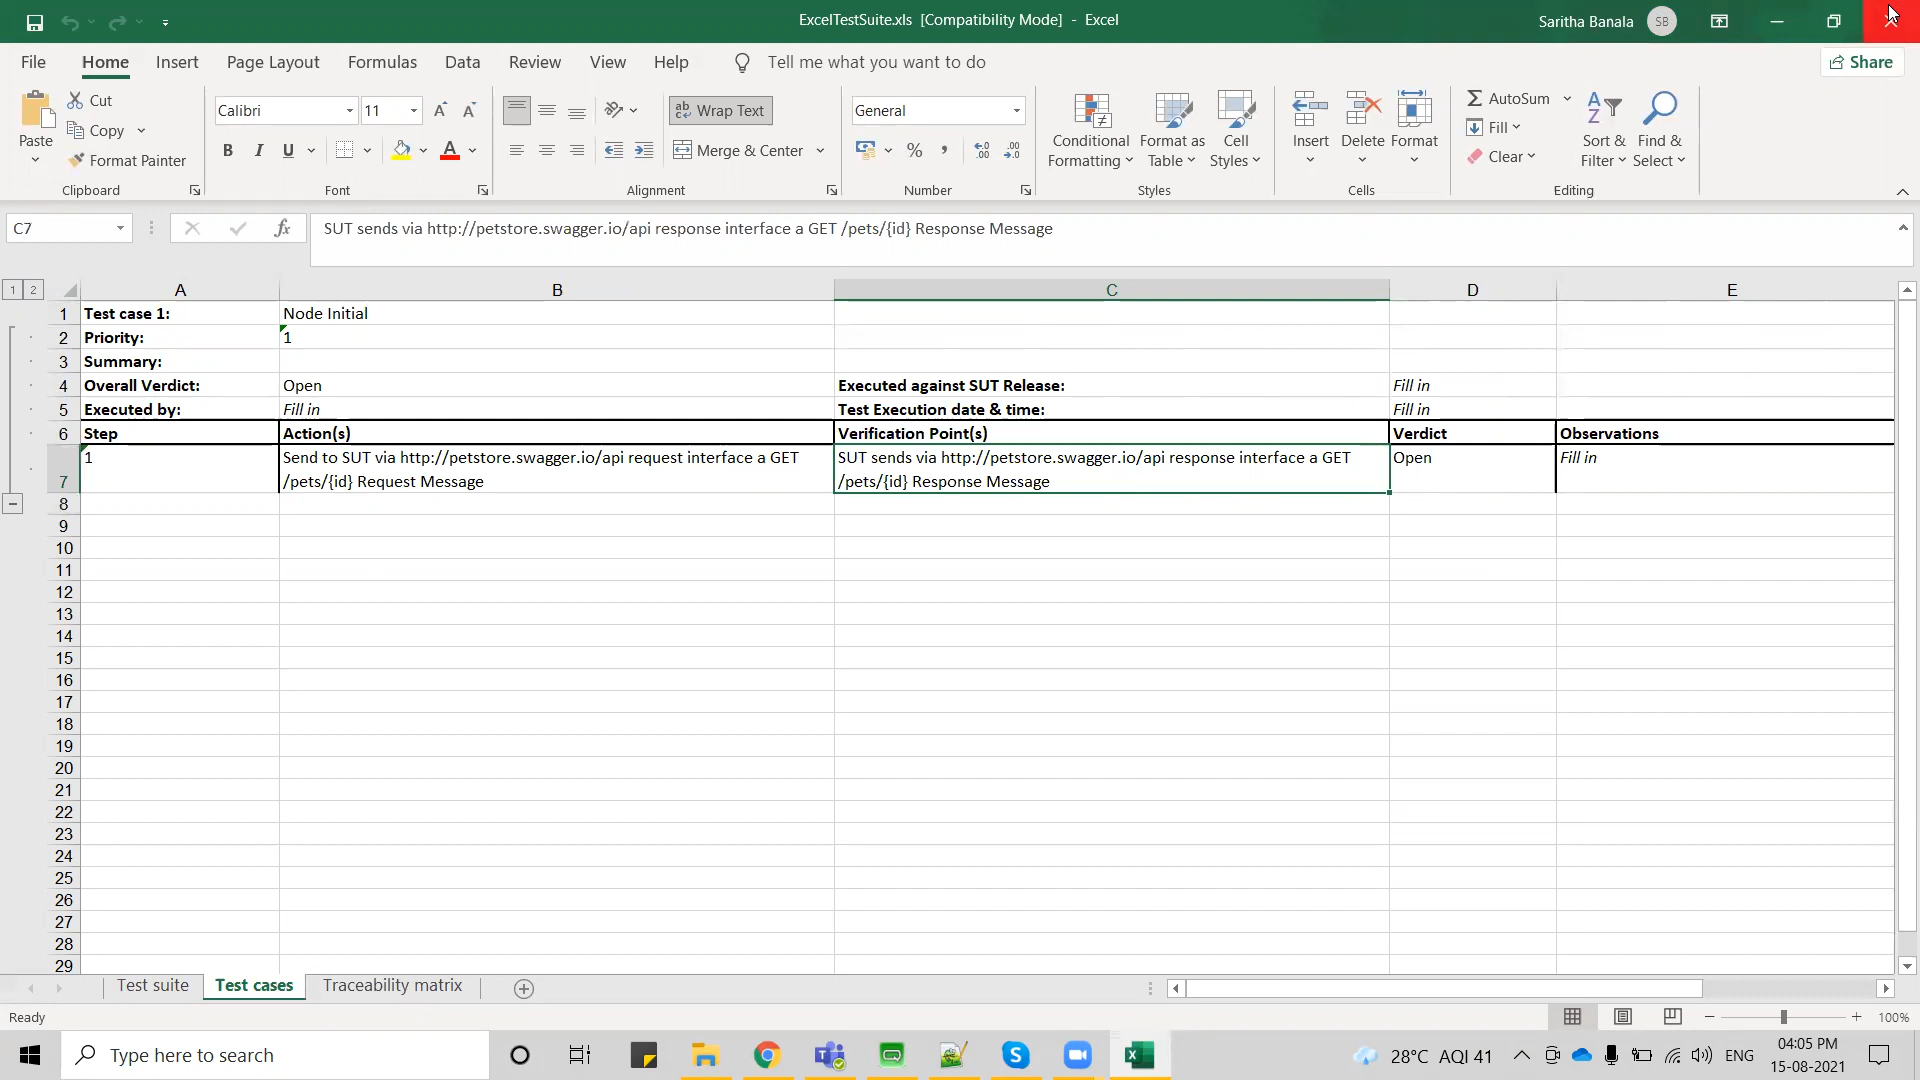 ExcelTestSuite.xls [Compatibility Mode] - Excel
Saritha Banala SB
File Home Insert Page Layout Formulas Data Review View Help Tell me what you want to do Share
Paste
Cut
Copy
Format Painter
Clipboard
Calibri 11
B I U
Font
ab Wrap Text
Merge & Center
Alignment
General
% ,
Number
Conditional Formatting
Format as Table
Cell Styles
Styles
Insert Delete Format
Cells
AutoSum
Fill
Clear
Sort & Filter
Find & Select
Editing
C7 fx SUT sends via http://petstore.swagger.io/api response interface a GET /pets/{id} Response Message
1 2
A B C D E
1 Test case 1: Node Initial
2 Priority: 1
3 Summary:
4 Overall Verdict: Open Executed against SUT Release: Fill in
5 Executed by: Fill in Test Execution date & time: Fill in
6 Step Action(s) Verification Point(s) Verdict Observations
1 Send to SUT via http://petstore.swagger.io/api request interface a GET SUT sends via http://petstore.swagger.io/api response interface a GET Open Fill in
7 /pets/{id} Request Message /pets/{id} Response Message
8
9
10
11
12
13
14
15
16
17
18
19
20
21
22
23
24
25
26
27
28
29
Test suite Test cases Traceability matrix
Ready 100%
Type here to search 28°C AQI 41 ENG
04:05 PM
15-08-2021